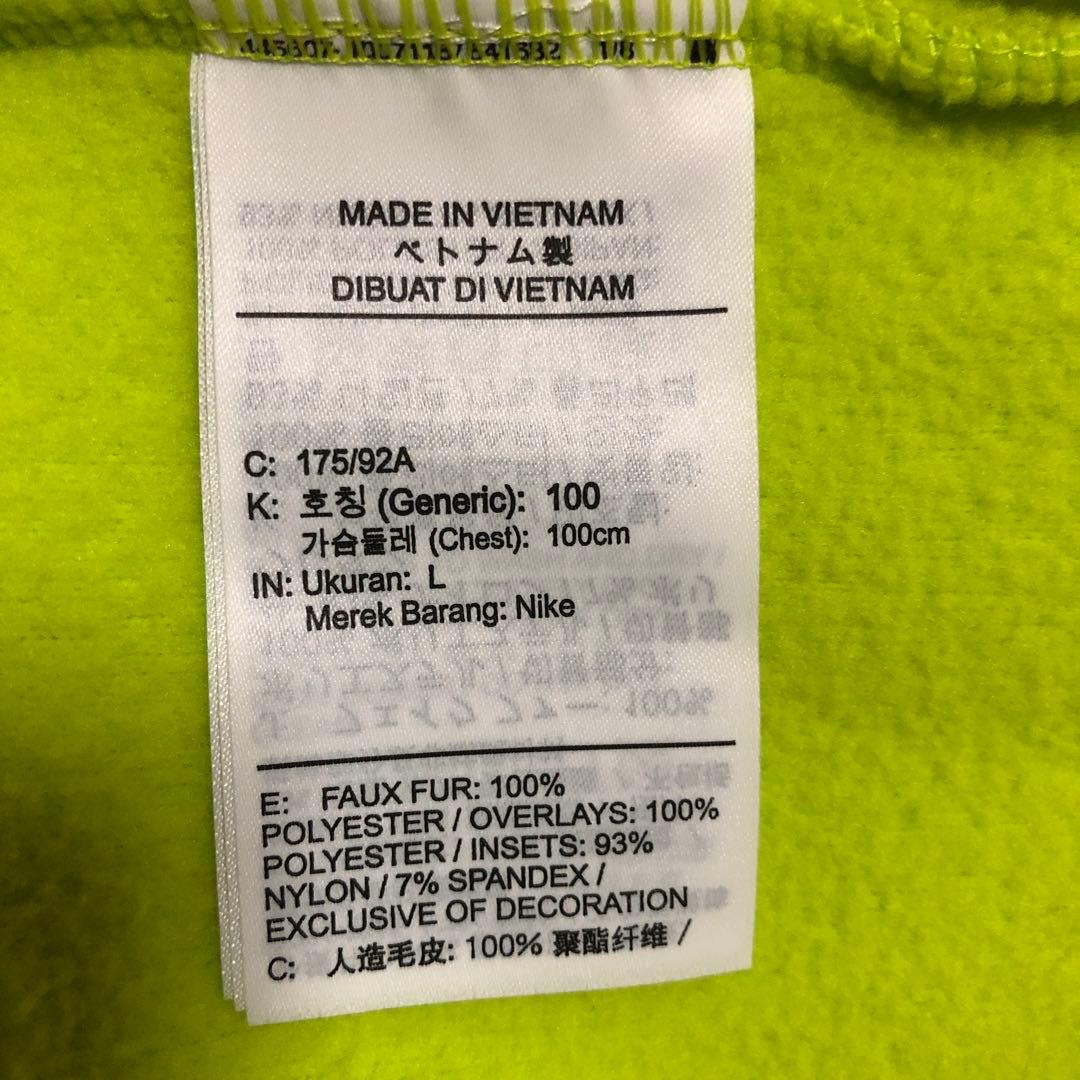 1/8
MADE IN VIETNAM
ベトナム製
DIBUAT DI VIETNAM
C: 175/92A
K: 호칭 (Generic): 100
가슴둘레 (Chest): 100cm
IN: Ukuran: L
Merek Barang: Nike
E: FAUX FUR: 100%
POLYESTER / OVERLAYS: 100%
POLYESTER / INSETS: 93%
NYLON / 7% SPANDEX /
EXCLUSIVE OF DECORATION
C: 人造毛皮: 100% 聚酯纤维 /